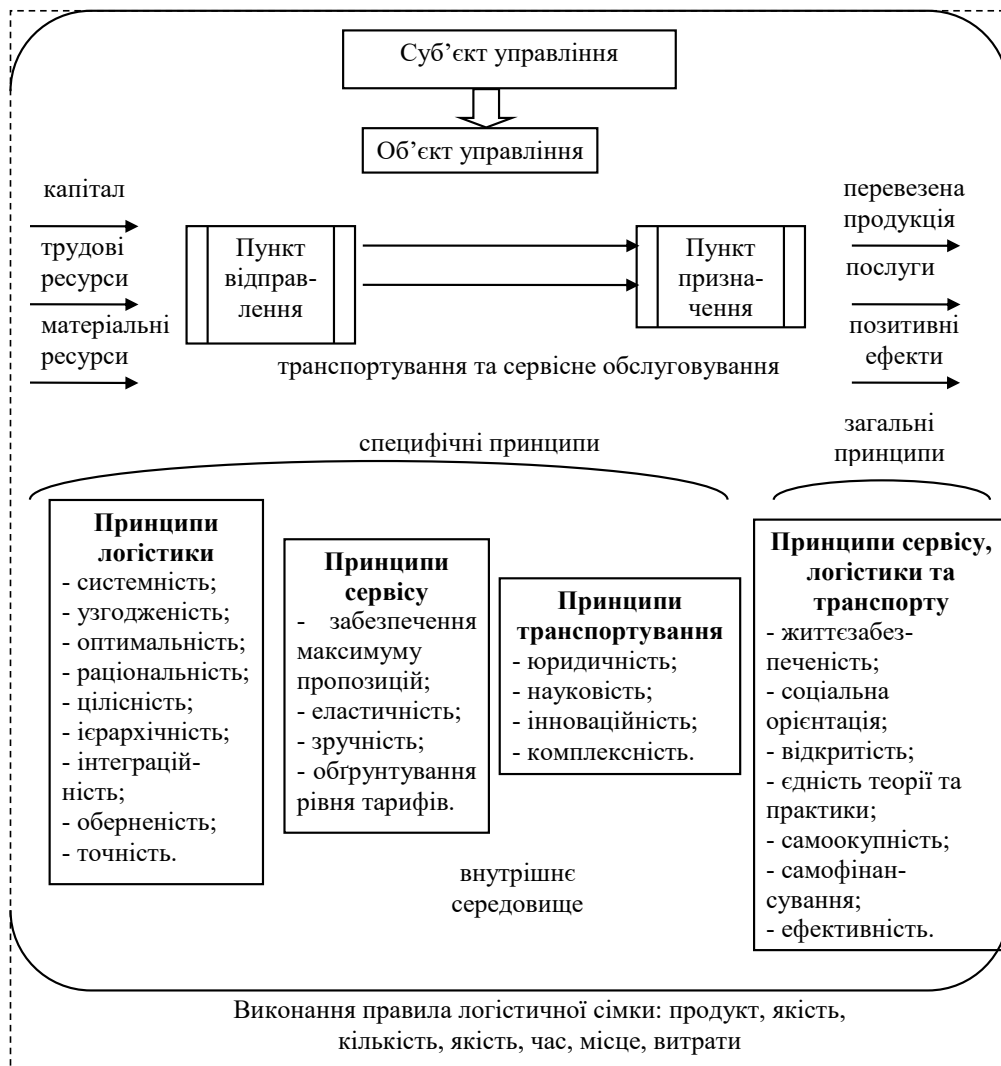 Суб’єкт управління
Об’єкт управління
капітал
трудові
ресурси
матеріальні
ресурси
Пункт
відправ-
лення
Пункт
призна-
чення
перевезена
продукція
послуги
позитивні
ефекти
транспортування та сервісне обслуговування
специфічні принципи
загальні
принципи
Принципи
логістики
- системність;
- узгодженість;
- оптимальність;
- раціональність;
- цілісність;
- ієрархічність;
- інтеграцій-
ність;
- оберненість;
- точність.
Принципи
сервісу
- забезпечення
максимуму
пропозицій;
- еластичність;
- зручність;
- обґрунтування
рівня тарифів.
Принципи
транспортування
- юридичність;
- науковість;
- інноваційність;
- комплексність.
Принципи сервісу,
логістики та
транспорту
- життєзабез-
печеність;
- соціальна
орієнтація;
- відкритість;
- єдність теорії та
практики;
- самоокупність;
- самофінан-
сування;
- ефективність.
внутрішнє
середовище
Виконання правила логістичної сімки: продукт, якість,
кількість, якість, час, місце, витрати